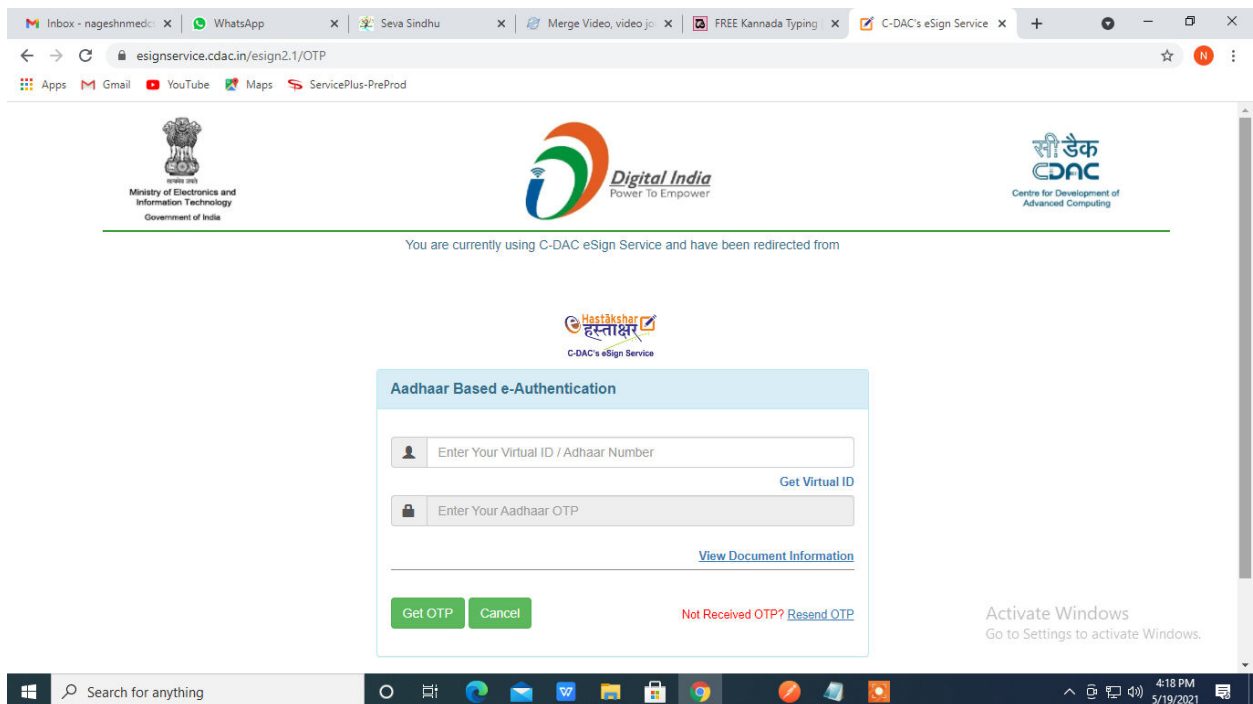 Inbox - nageshnmedc
WhatsApp
Seva Sindhu
Merge Video, video jo
FREE Kannada Typing
C-DAC's eSign Service
esignservice.cdac.in/esign2.1/OTP
N
Apps
Gmail
YouTube
Maps
ServicePlus-PreProd
सत्यमेव जयते
Ministry of Electronics and
Information Technology
Government of India
Digital India
Power To Empower
सी डैक
CDAC
Centre for Development of
Advanced Computing
You are currently using C-DAC eSign Service and have been redirected from
e Hastākshar
हस्ताक्षर
C-DAC's eSign Service
Aadhaar Based e-Authentication
Enter Your Virtual ID / Adhaar Number
Get Virtual ID
Enter Your Aadhaar OTP
View Document Information
Get OTP
Cancel
Not Received OTP? Resend OTP
Activate Windows
Go to Settings to activate Windows.
Search for anything
4:18 PM
5/19/2021